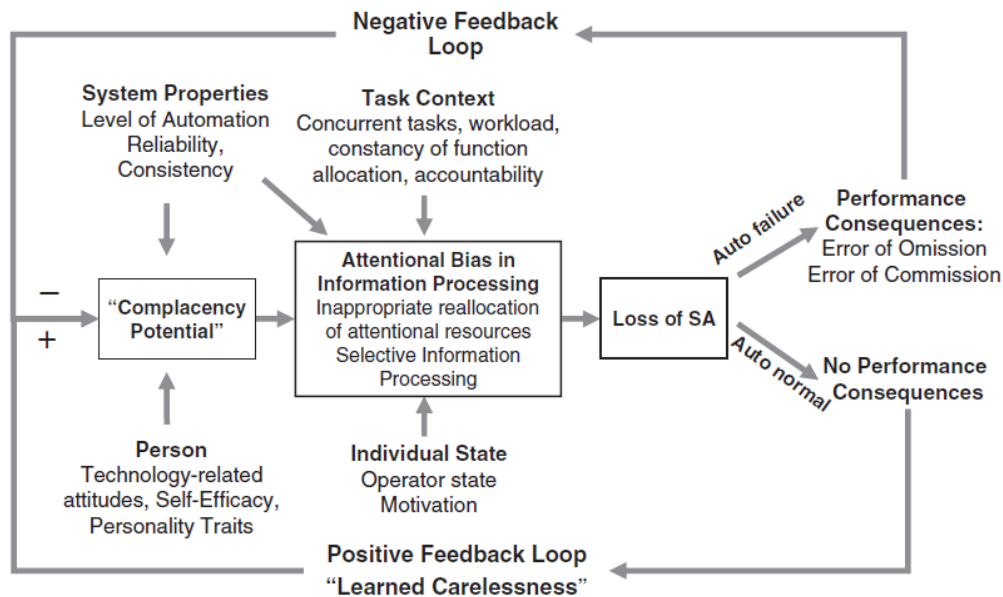 Negative Feedback
Loop
System Properties
Level of Automation
Reliability,
Consistency
Task Context
Concurrent tasks, workload,
constancy of function
allocation, accountability
Auto failure
Performance
Consequences:
Error of Omission
Error of Commission
–
+
“Complacency
Potential”
Attentional Bias in
Information Processing
Inappropriate reallocation
of attentional resources
Selective Information
Processing
Loss of SA
Auto normal
No Performance
Consequences
Person
Technology-related
attitudes, Self-Efficacy,
Personality Traits
Individual State
Operator state
Motivation
Positive Feedback Loop
“Learned Carelessness”